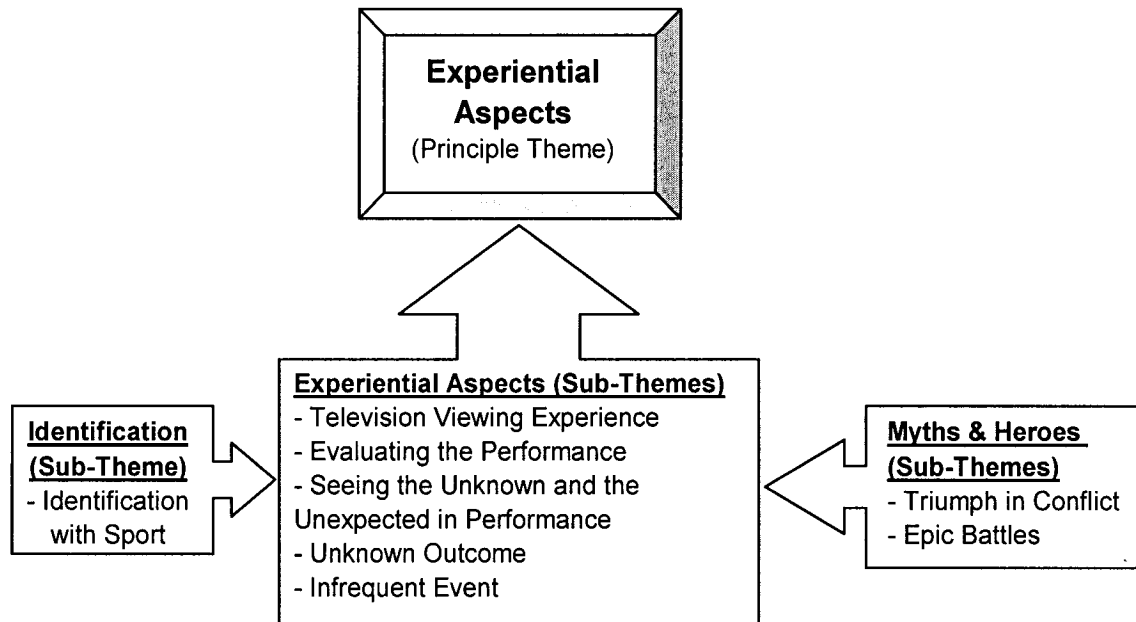 Experiential
Aspects
(Principle Theme)
Identification
(Sub-Theme)
- Identification
with Sport
Experiential Aspects (Sub-Themes)
- Television Viewing Experience
- Evaluating the Performance
- Seeing the Unknown and the
Unexpected in Performance
- Unknown Outcome
- Infrequent Event
Myths & Heroes
(Sub-Themes)
- Triumph in Conflict
- Epic Battles